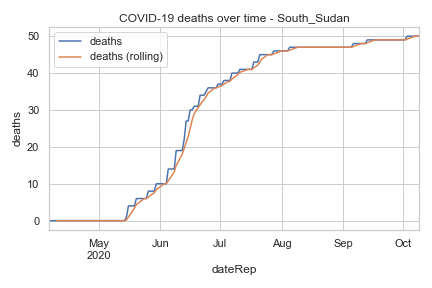 COVID-19 deaths over time - South_Sudan
deaths
deaths (rolling)
50
40
30
20
10
0
deaths
May
2020
Jun
Jul
Aug
Sep
Oct
dateRep